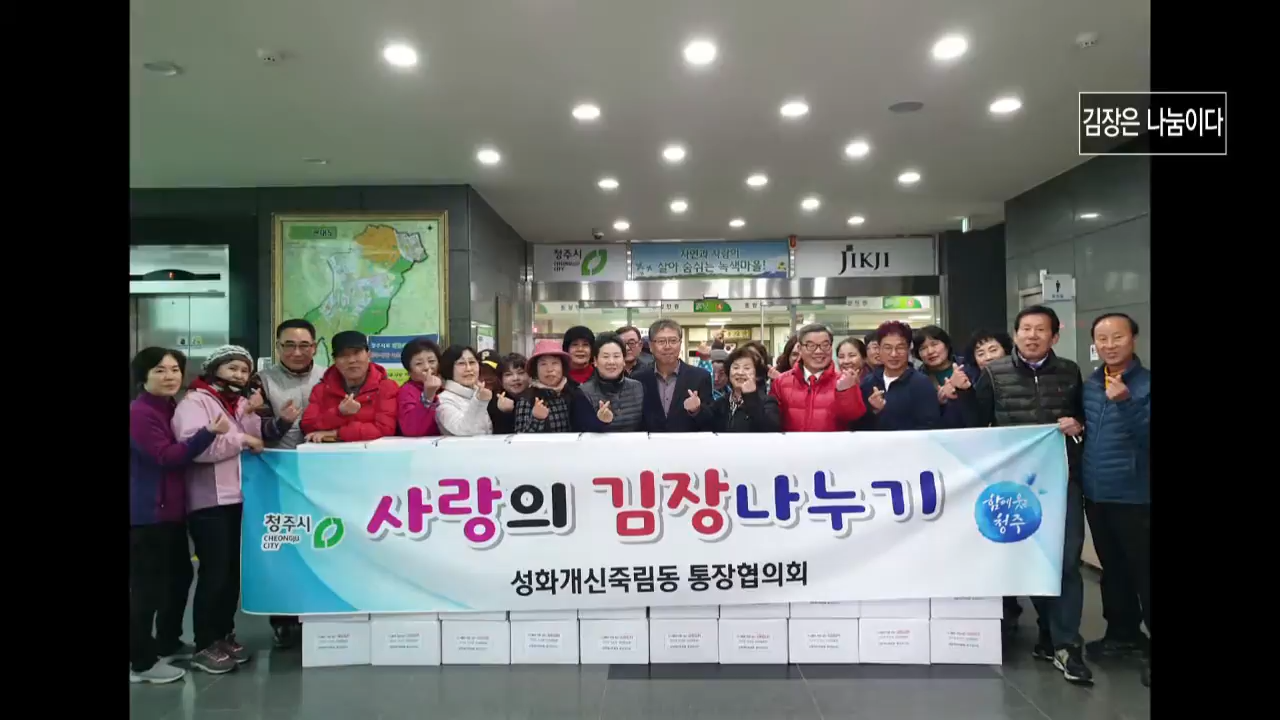 김장은 나눔이다
청주시
CHEONGJU
CITY
자연과 사람이
살아 숨쉬는 녹색마을!
JIKJI
청주시
CHEONGJU
CITY
사랑의 김장나누기
함께웃는
청주
성화개신죽림동 통장협의회